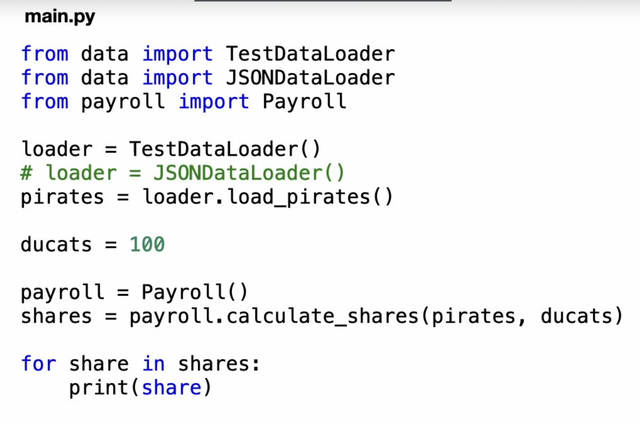 main.py
from data import TestDataLoader
from data import JSONDataLoader
from payroll import Payroll
loader = TestDataLoader()
# loader = JSONDataLoader()
pirates = loader.load_pirates()
ducats = 100
payroll = Payroll()
shares = payroll.calculate_shares(pirates, ducats)
for share in shares:
    print(share)